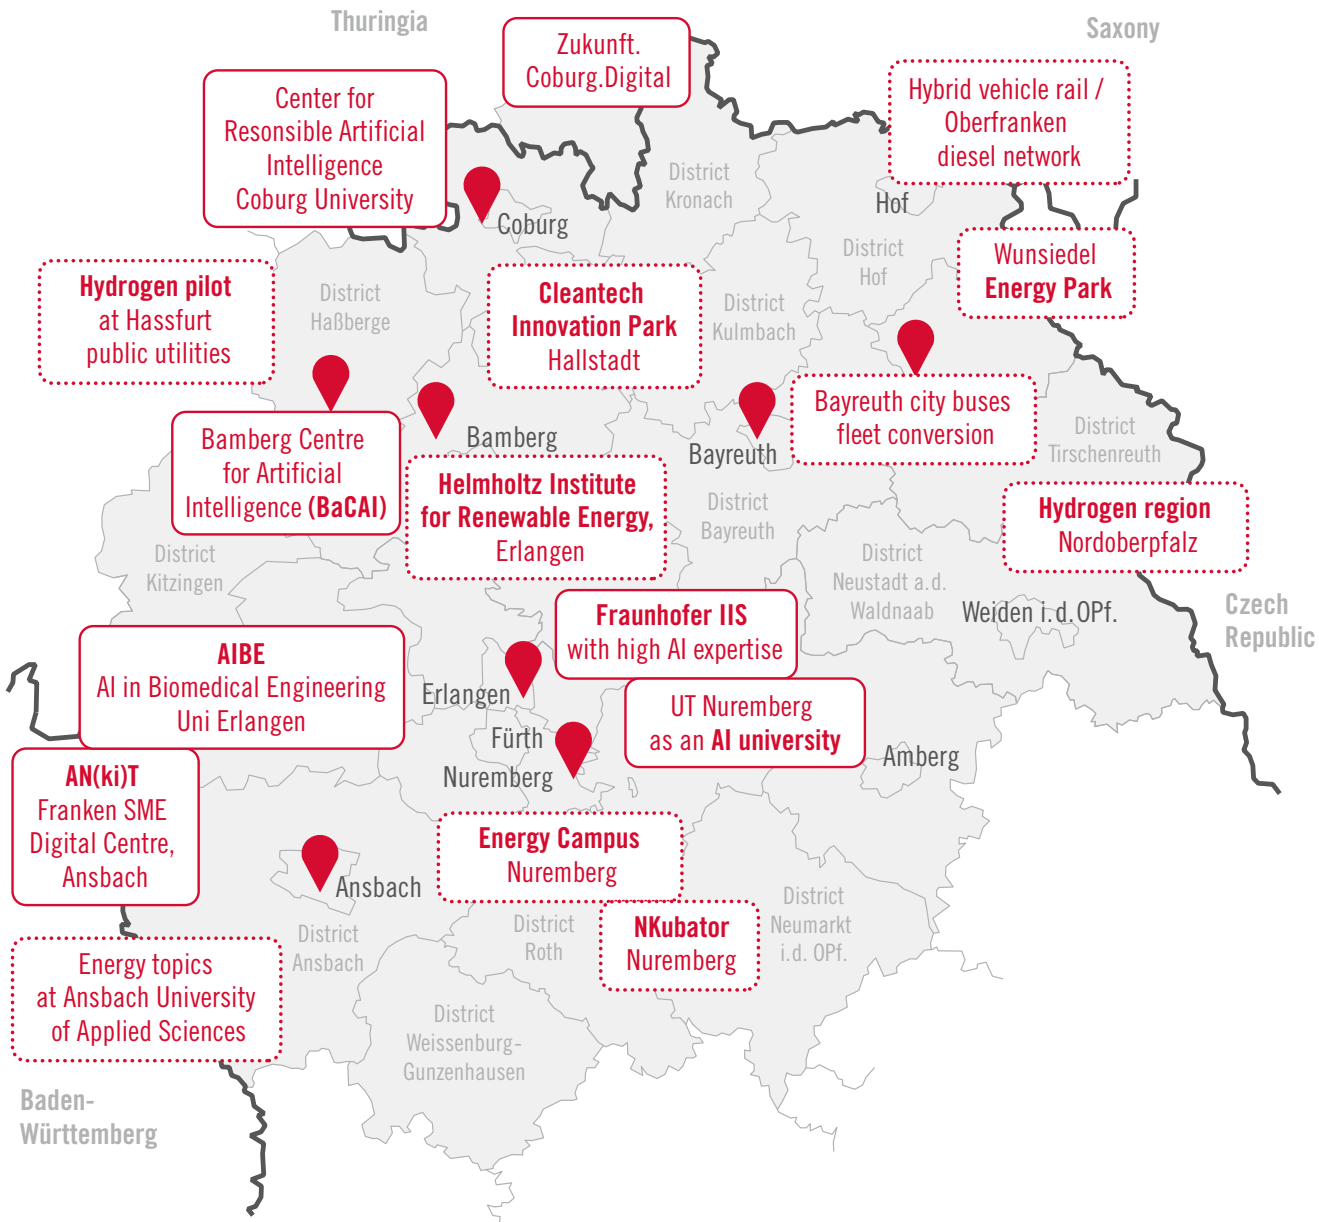 Thuringia
Saxony
Zukunft.
Coburg.Digital
Center for
Resonsible Artificial
Intelligence
Coburg University
Hybrid vehicle rail /
Oberfranken
diesel network
District
Kronach
Hof
Coburg
District
Hof
Wunsiedel
Energy Park
Hydrogen pilot
at Hassfurt
public utilities
District
Haßberge
Cleantech
Innovation Park
Hallstadt
District
Kulmbach
Bayreuth city buses
fleet conversion
Bamberg Centre
for Artificial
Intelligence (BaCAI)
Bamberg
Bayreuth
District
Tirschenreuth
Helmholtz Institute
for Renewable Energy,
Erlangen
District
Bayreuth
Hydrogen region
Nordoberpfalz
District
Kitzingen
District
Neustadt a.d.
Waldnaab
Weiden i.d.OPf.
Czech
Republic
Fraunhofer IIS
with high AI expertise
AIBE
AI in Biomedical Engineering
Uni Erlangen
Erlangen
UT Nuremberg
as an AI university
Fürth
Nuremberg
Amberg
AN(ki)T
Franken SME
Digital Centre,
Ansbach
Energy Campus
Nuremberg
Ansbach
District
Ansbach
District
Roth
NKubator
Nuremberg
District
Neumarkt
i.d. OPf.
Energy topics
at Ansbach University
of Applied Sciences
District
Weissenburg-
Gunzenhausen
Baden-
Württemberg